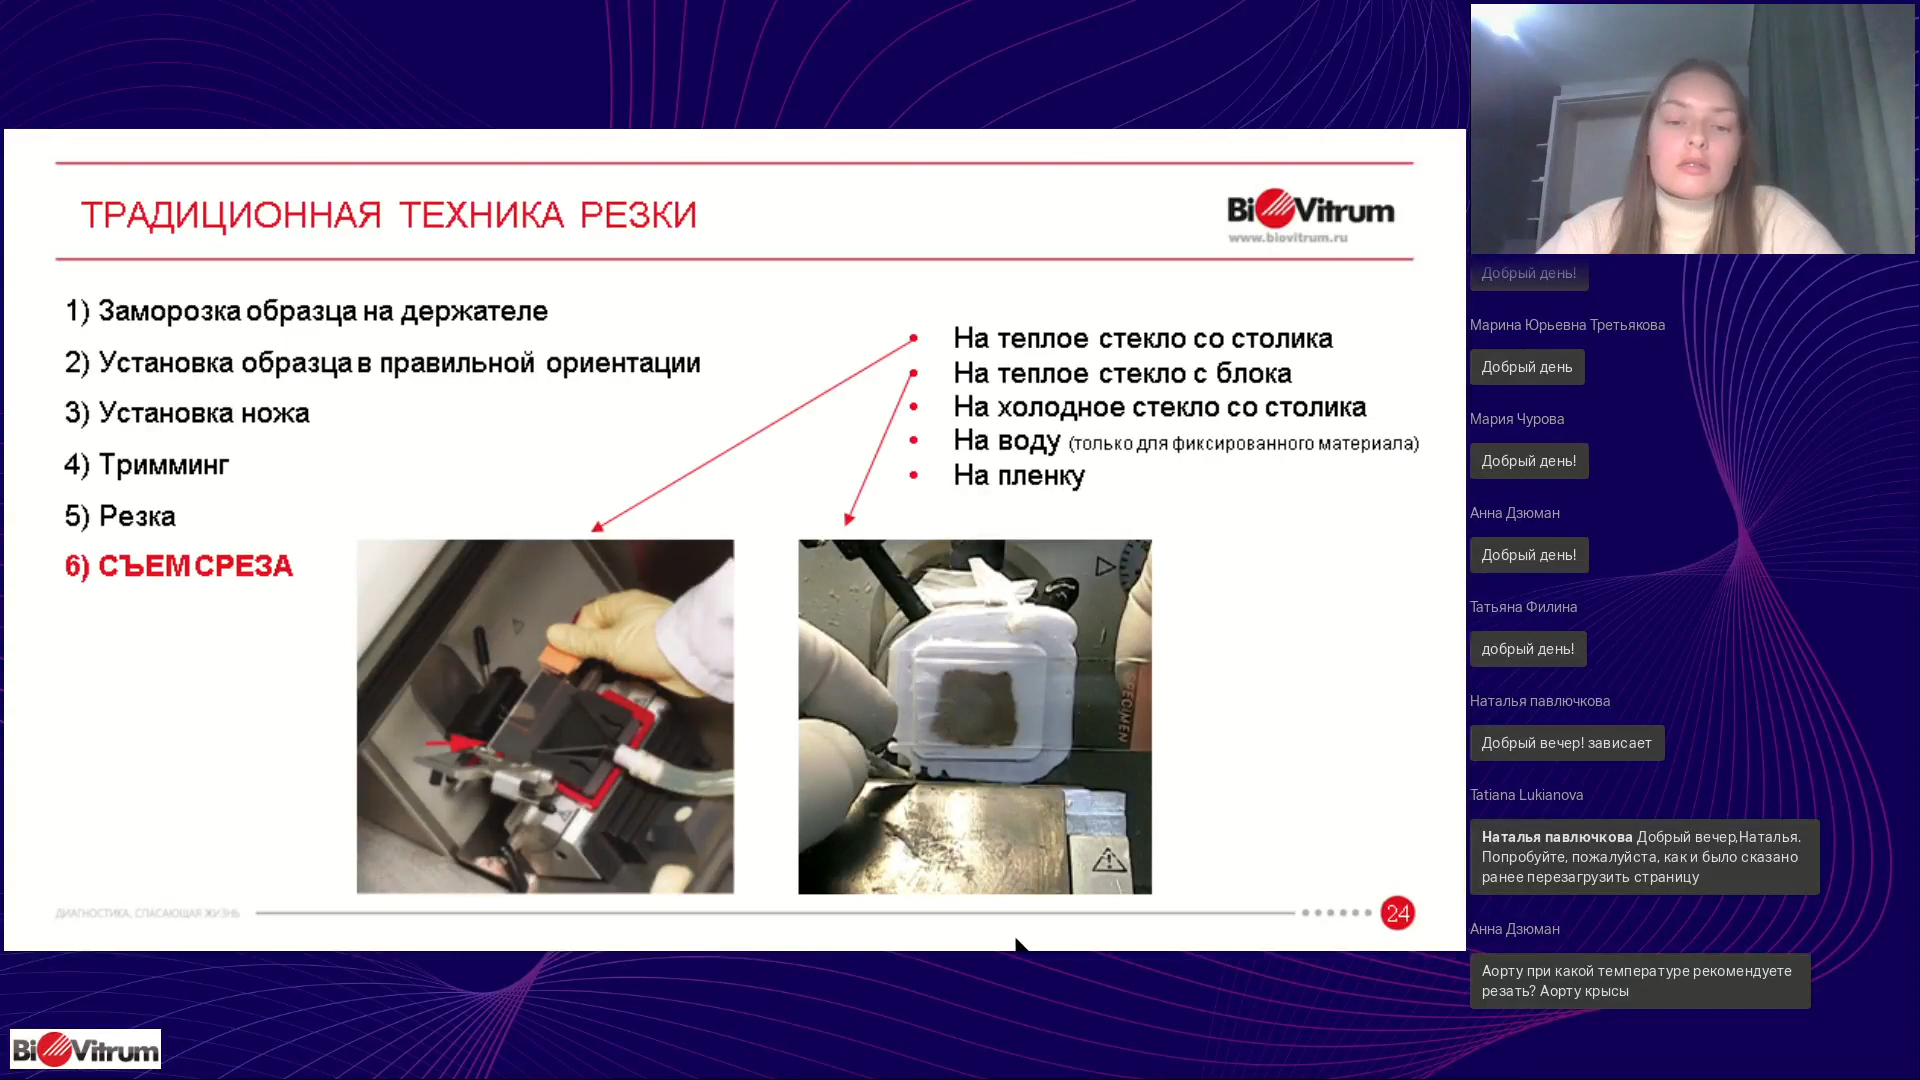 ТРАДИЦИОННАЯ ТЕХНИКА РЕЗКИ
BiOVitrum
www.biovitrum.ru
1) Заморозка образца на держателе
2) Установка образца в правильной ориентации
3) Установка ножа
4) Тримминг
5) Резка
6) СЪЕМ СРЕЗА
• На теплое стекло со столика
• На теплое стекло с блока
• На холодное стекло со столика
• На воду (только для фиксированного материала)
• На пленку
SPECIMEN
ДИАГНОСТИКА, СПАСАЮЩАЯ ЖИЗНЬ
24
BiOVitrum
Добрый день!
Марина Юрьевна Третьякова
Добрый день
Мария Чурова
Добрый день!
Анна Дзюман
Добрый день!
Татьяна Филина
добрый день!
Наталья павлючкова
Добрый вечер! зависает
Tatiana Lukianova
Наталья павлючкова Добрый вечер,Наталья.
Попробуйте, пожалуйста, как и было сказано
ранее перезагрузить страницу
Анна Дзюман
Аорту при какой температуре рекомендуете
резать? Аорту крысы